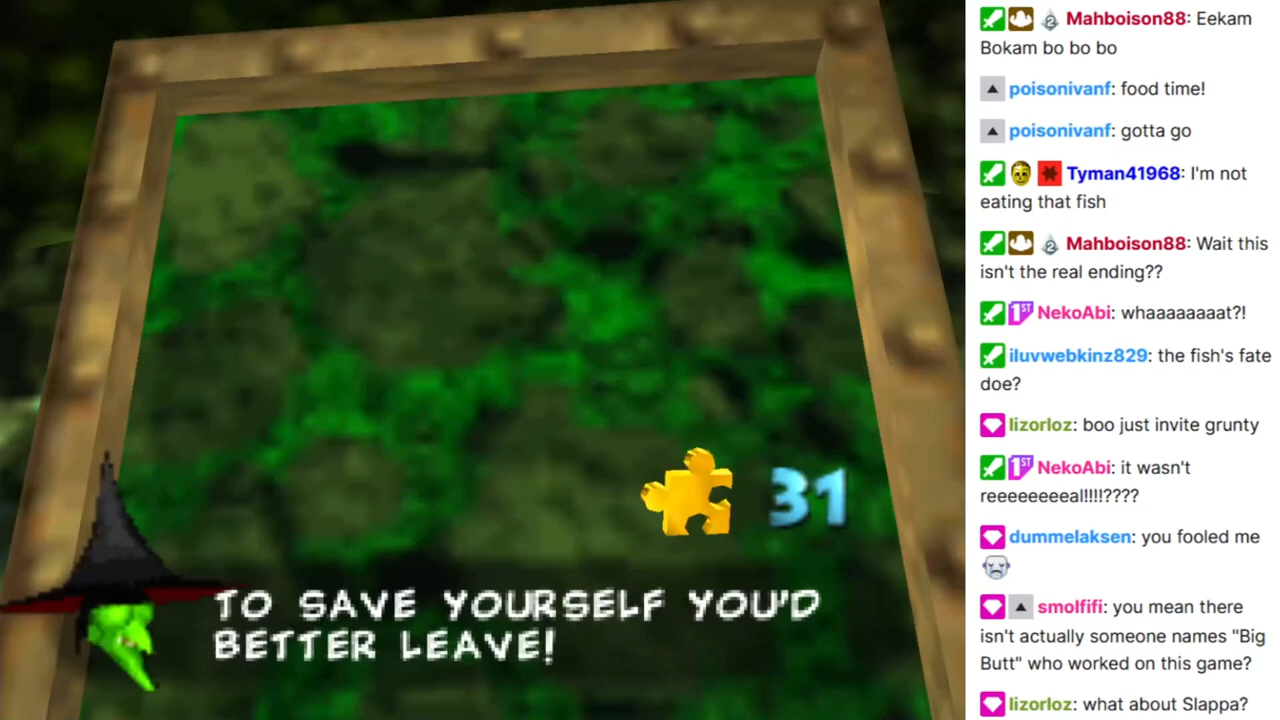 31
TO SAVE YOURSELF YOU'D
BETTER LEAVE!
Mahboison88: Eekam
Bokam bo bo bo
poisonivanf: food time!
poisonivanf: gotta go
Tyman41968: I'm not
eating that fish
Mahboison88: Wait this
isn't the real ending??
1ST NekoAbi: whaaaaaaat?!
iluvwebkinz829: the fish's fate
doe?
lizorloz: boo just invite grunty
1ST NekoAbi: it wasn't
reeeeeeeeal!!!!????
dummelaksen: you fooled me
smolfifi: you mean there
isn't actually someone names "Big
Butt" who worked on this game?
lizorloz: what about Slappa?